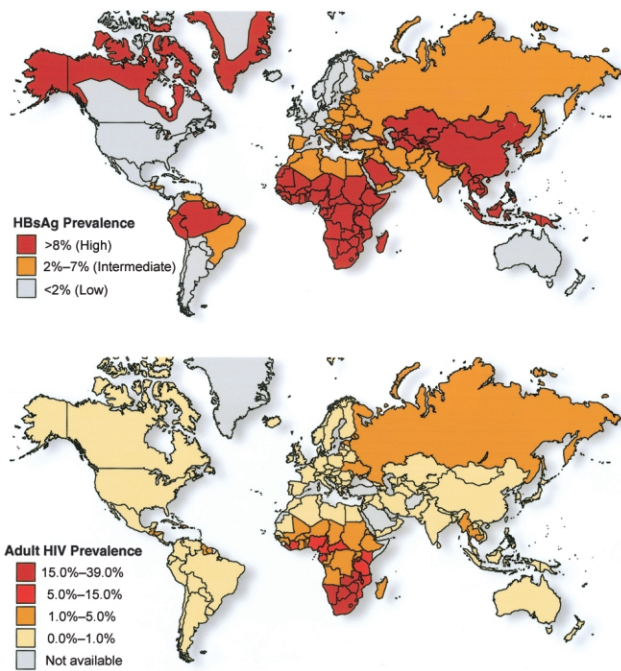 HBsAg Prevalence
>8% (High)
2%–7% (Intermediate)
<2% (Low)
Adult HIV Prevalence
15.0%–39.0%
5.0%–15.0%
1.0%–5.0%
0.0%–1.0%
Not available